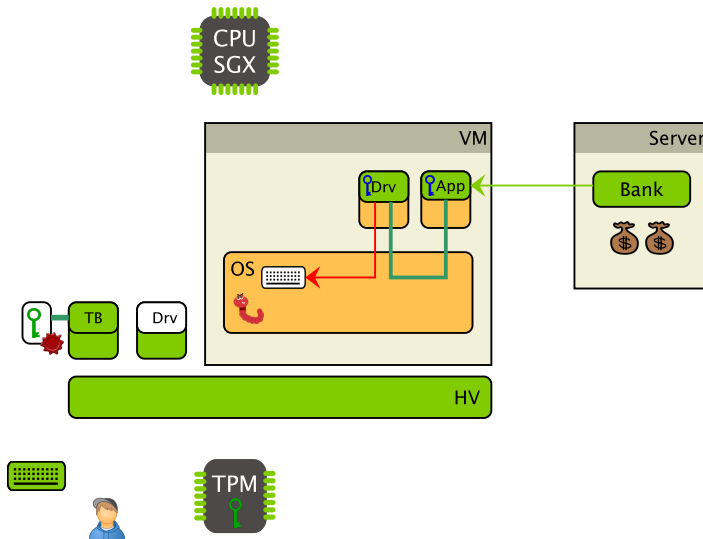 CPU
SGX
VM
Server
Drv
App
Bank
$ $
OS
TB
Drv
HV
TPM